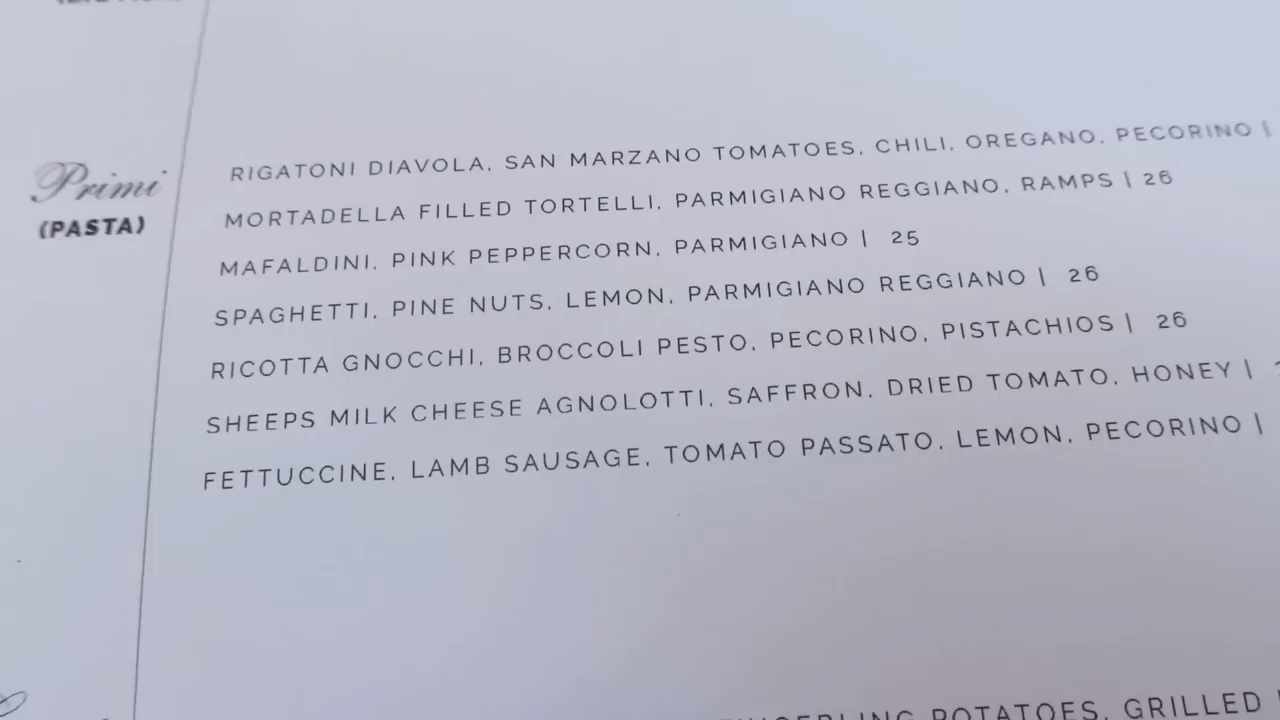 Primi
(PASTA)
RIGATONI DIAVOLA, SAN MARZANO TOMATOES, CHILI, OREGANO, PECORINO |
MORTADELLA FILLED TORTELLI, PARMIGIANO REGGIANO, RAMPS | 26
MAFALDINI, PINK PEPPERCORN, PARMIGIANO | 25
SPAGHETTI, PINE NUTS, LEMON, PARMIGIANO REGGIANO | 26
RICOTTA GNOCCHI, BROCCOLI PESTO, PECORINO, PISTACHIOS | 26
SHEEPS MILK CHEESE AGNOLOTTI, SAFFRON, DRIED TOMATO, HONEY |
FETTUCCINE, LAMB SAUSAGE, TOMATO PASSATO, LEMON, PECORINO |
POTATOES, GRILLED